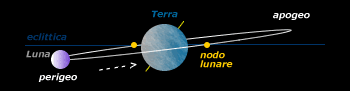 Terra
apogeo
eclittica
Luna
nodo
lunare
perigeo